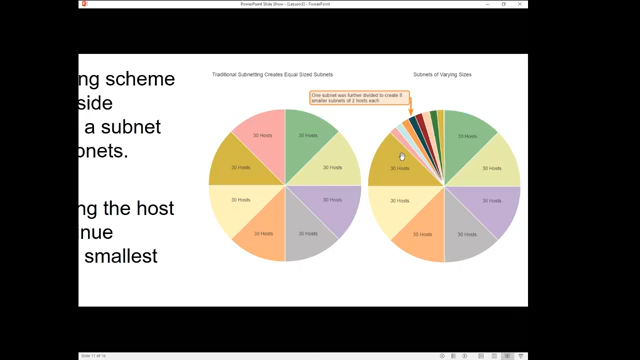 PowerPoint Slide Show - [Lesson5] - PowerPoint
ng scheme
side
a subnet
onets.
ng the host
nue
smallest
Traditional Subnetting Creates Equal Sized Subnets
30 Hosts
30 Hosts
30 Hosts
30 Hosts
30 Hosts
30 Hosts
30 Hosts
30 Hosts
Subnets of Varying Sizes
One subnet was further divided to create 8
smaller subnets of 2 hosts each
30 Hosts
30 Hosts
30 Hosts
30 Hosts
30 Hosts
30 Hosts
30 Hosts